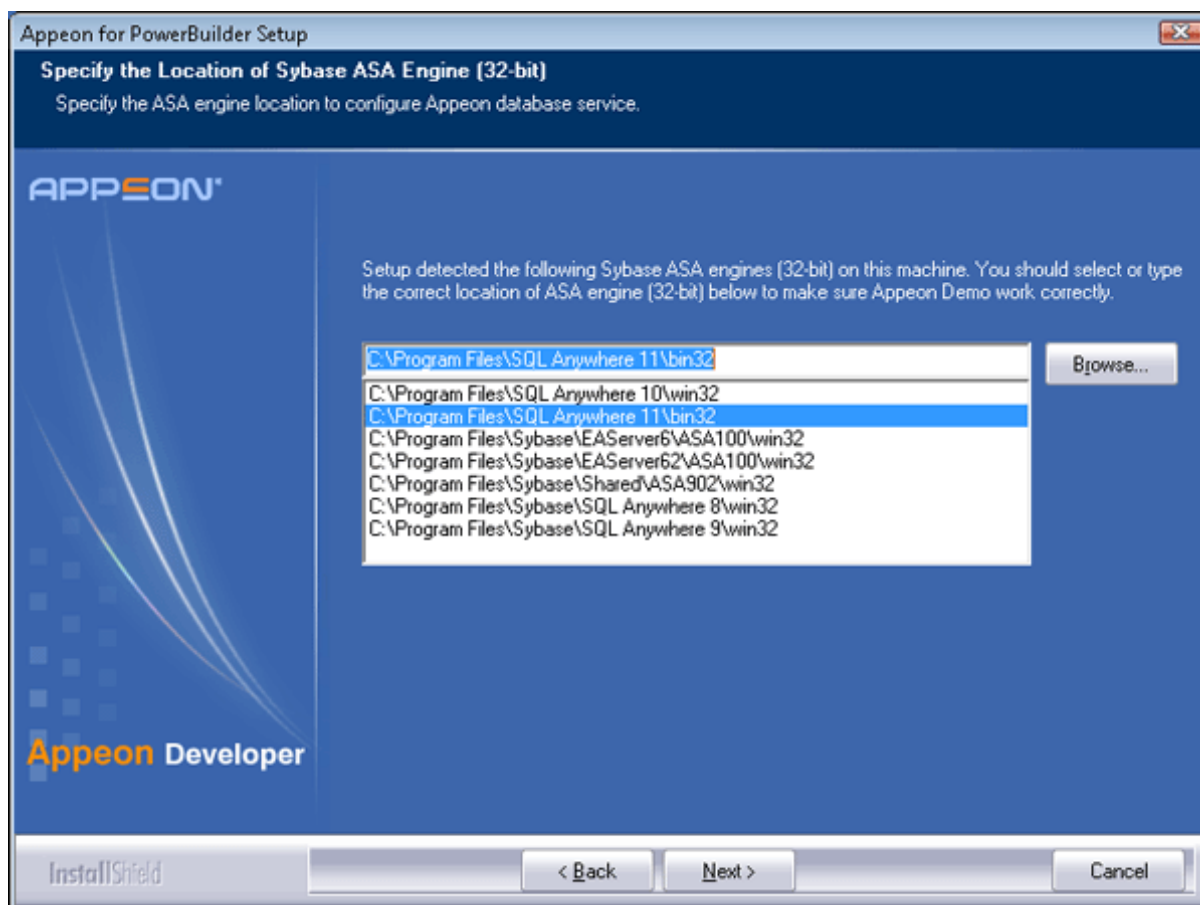 Appeon for PowerBuilder Setup
Specify the Location of Sybase ASA Engine (32-bit)
Specify the ASA engine location to configure Appeon database service.
APPEON
Setup detected the following Sybase ASA engines (32-bit) on this machine. You should select or type
the correct location of ASA engine (32-bit) below to make sure Appeon Demo work correctly.
C:\Program Files\SQL Anywhere 11\bin32
Browse...
C:\Program Files\SQL Anywhere 10\win32
C:\Program Files\SQL Anywhere 11\bin32
C:\Program Files\Sybase\EAServer6\ASA100\win32
C:\Program Files\Sybase\EAServer62\ASA100\win32
C:\Program Files\Sybase\Shared\ASA902\win32
C:\Program Files\Sybase\SQL Anywhere 8\win32
C:\Program Files\Sybase\SQL Anywhere 9\win32
Appeon Developer
InstallShield
< Back
Next >
Cancel